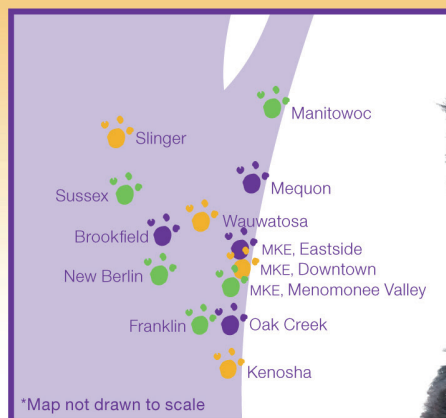 Manitowoc
Slinger
Mequon
Sussex
Wauwatosa
Brookfield
MKE, Eastside
MKE, Downtown
New Berlin
MKE, Menomonee Valley
Franklin
Oak Creek
Kenosha
*Map not drawn to scale